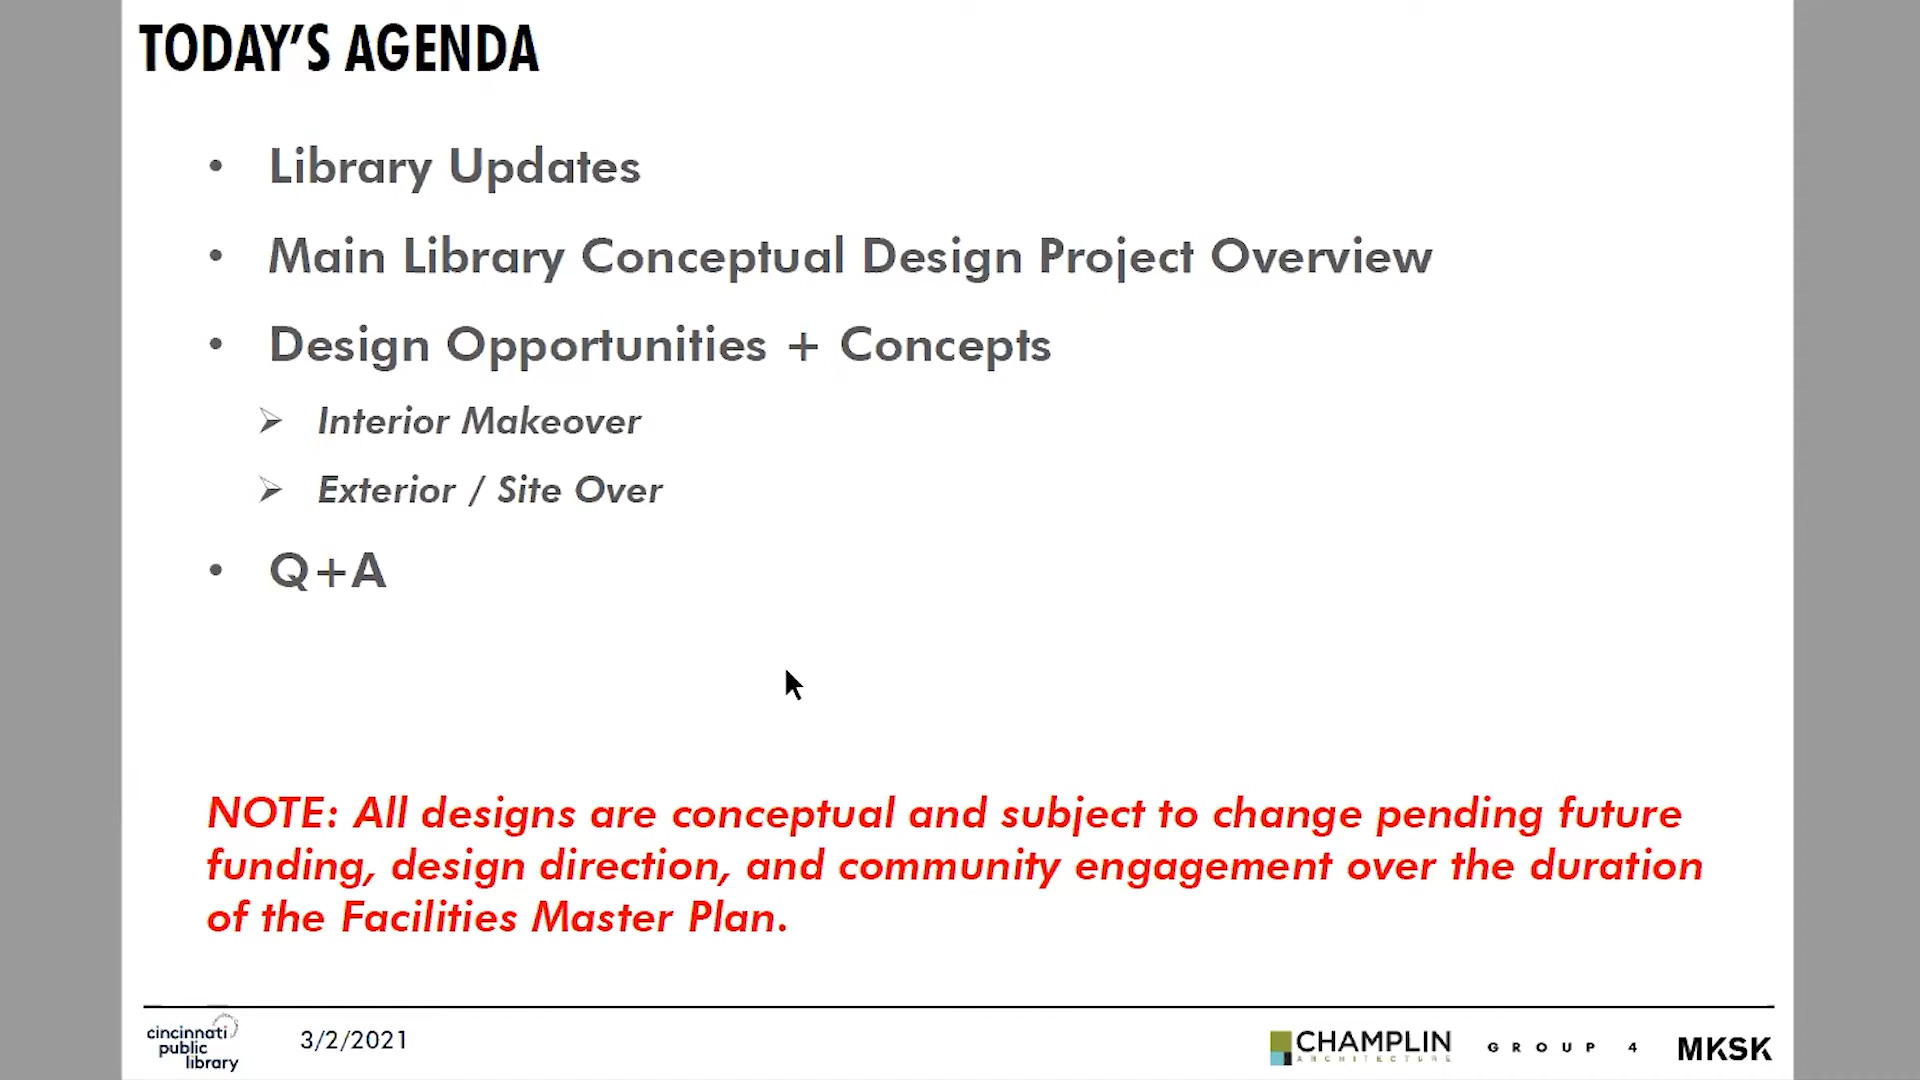 TODAY'S AGENDA
• Library Updates
• Main Library Conceptual Design Project Overview
• Design Opportunities + Concepts
➢ Interior Makeover
➢ Exterior / Site Over
• Q+A
NOTE: All designs are conceptual and subject to change pending future
funding, design direction, and community engagement over the duration
of the Facilities Master Plan.
cincinnati
public
library
3/2/2021
CHAMPLIN
ARCHITECTURE
GROUP 4
MKSK